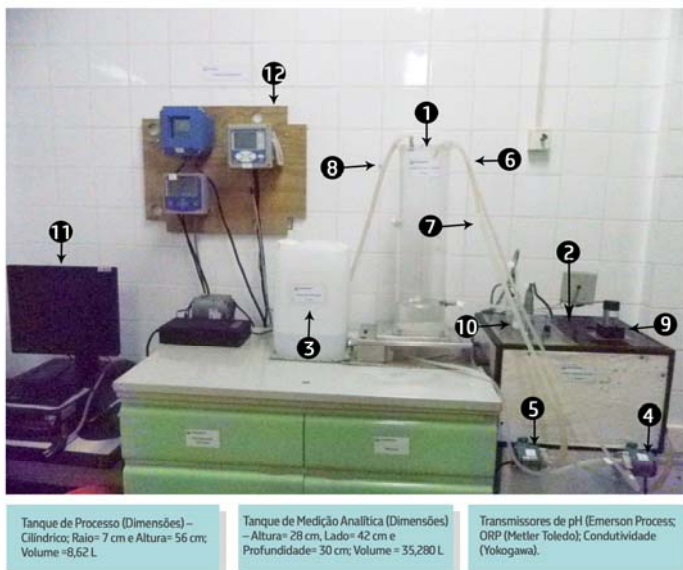 12
1
8
6
7
11
2
3
10
9
5
4
Tanque de Processo (Dimensões) –
Cilíndrico; Raio= 7 cm e Altura= 56 cm;
Volume =8,62 L
Tanque de Medição Analítica (Dimensões)
– Altura= 28 cm, Lado= 42 cm e
Profundidade= 30 cm; Volume = 35,280 L
Transmissores de pH (Emerson Process;
ORP (Metler Toledo); Condutividade
(Yokogawa).